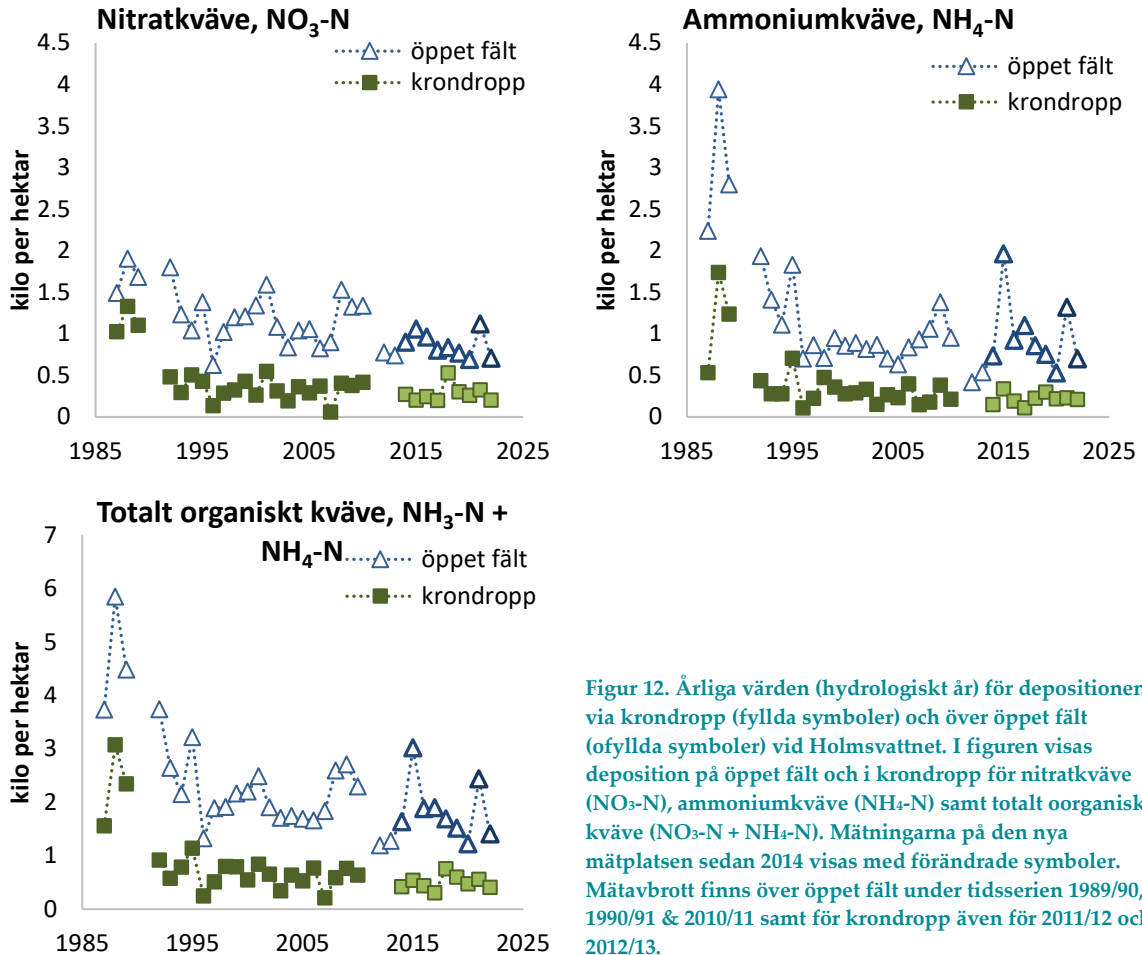 Nitratkväve, NO₃-N
4.5
4
3.5
3
2.5
2
1.5
1
0.5
0
kilo per hektar
öppet fält
krondropp
1985 1995 2005 2015 2025
Ammoniumkväve, NH₄-N
4.5
4
3.5
3
2.5
2
1.5
1
0.5
0
kilo per hektar
öppet fält
krondropp
1985 1995 2005 2015 2025
Totalt organiskt kväve, NH₃-N +
NH₄-N
7
6
5
4
3
2
1
0
kilo per hektar
öppet fält
krondropp
1985 1995 2005 2015 2025
Figur 12. Årliga värden (hydrologiskt år) för depositionen
via krondropp (fyllda symboler) och över öppet fält
(ofyllda symboler) vid Holmsvattnet. I figuren visas
deposition på öppet fält och i krondropp för nitratkväve
(NO₃-N), ammoniumkväve (NH₄-N) samt totalt oorganisk
kväve (NO₃-N + NH₄-N). Mätningarna på den nya
mätplatsen sedan 2014 visas med förändrade symboler.
Mätavbrott finns över öppet fält under tidsserien 1989/90,
1990/91 & 2010/11 samt för krondropp även för 2011/12 och
2012/13.